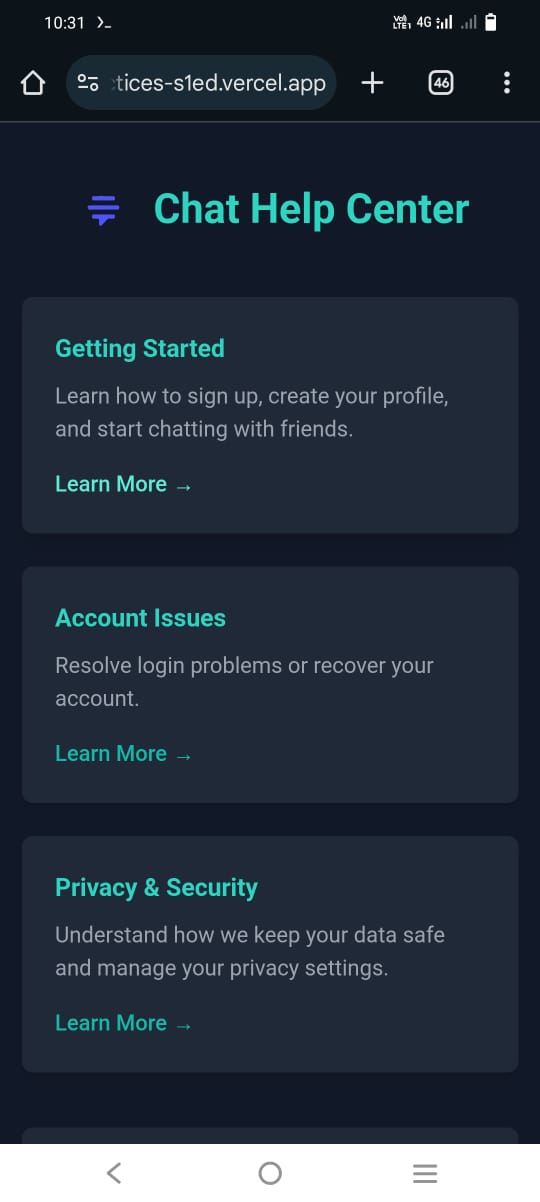 10:31
Vo) LTE1 4G
tices-s1ed.vercel.app
46
Chat Help Center
Getting Started
Learn how to sign up, create your profile,
and start chatting with friends.
Learn More →
Account Issues
Resolve login problems or recover your
account.
Learn More →
Privacy & Security
Understand how we keep your data safe
and manage your privacy settings.
Learn More →